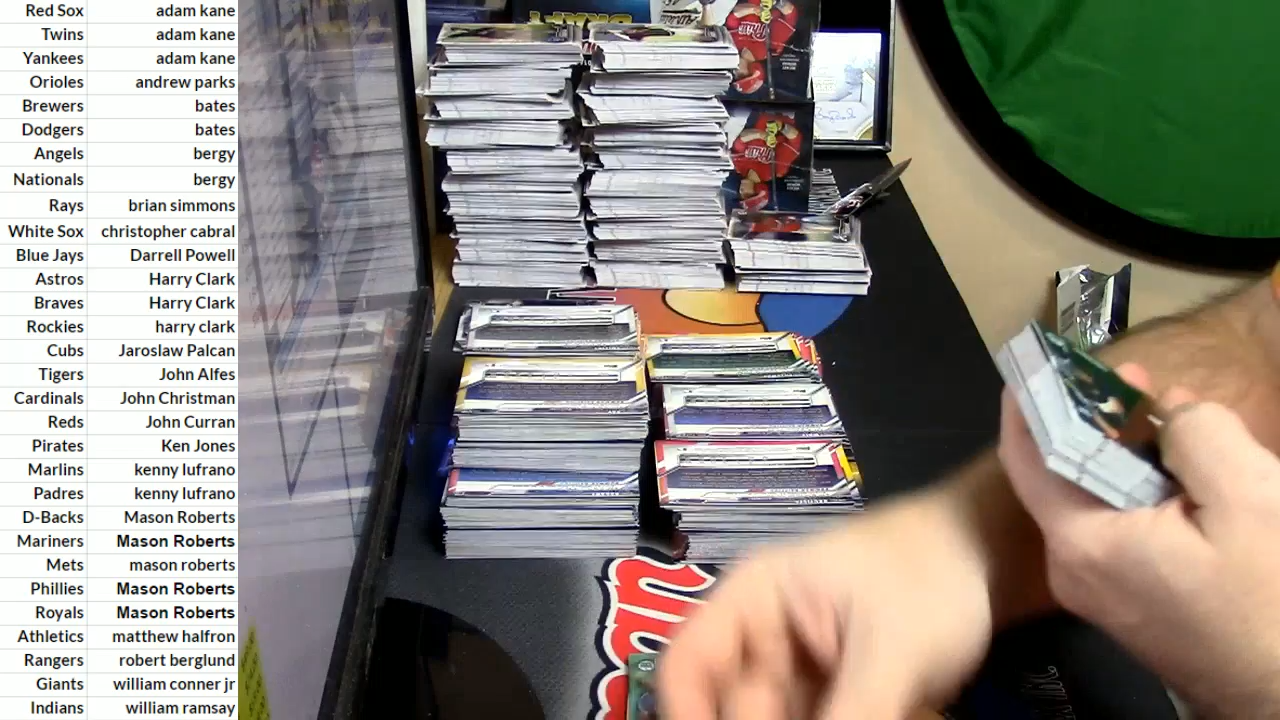 Red Sox adam kane
Twins adam kane
Yankees adam kane
Orioles andrew parks
Brewers bates
Dodgers bates
Angels bergy
Nationals bergy
Rays brian simmons
White Sox christopher cabral
Blue Jays Darrell Powell
Astros Harry Clark
Braves Harry Clark
Rockies harry clark
Cubs Jaroslaw Palcan
Tigers John Alfes
Cardinals John Christman
Reds John Curran
Pirates Ken Jones
Marlins kenny lufrano
Padres kenny lufrano
D-Backs Mason Roberts
Mariners Mason Roberts
Mets mason roberts
Phillies Mason Roberts
Royals Mason Roberts
Athletics matthew halfron
Rangers robert berglund
Giants william conner jr
Indians william ramsay
DRAFT